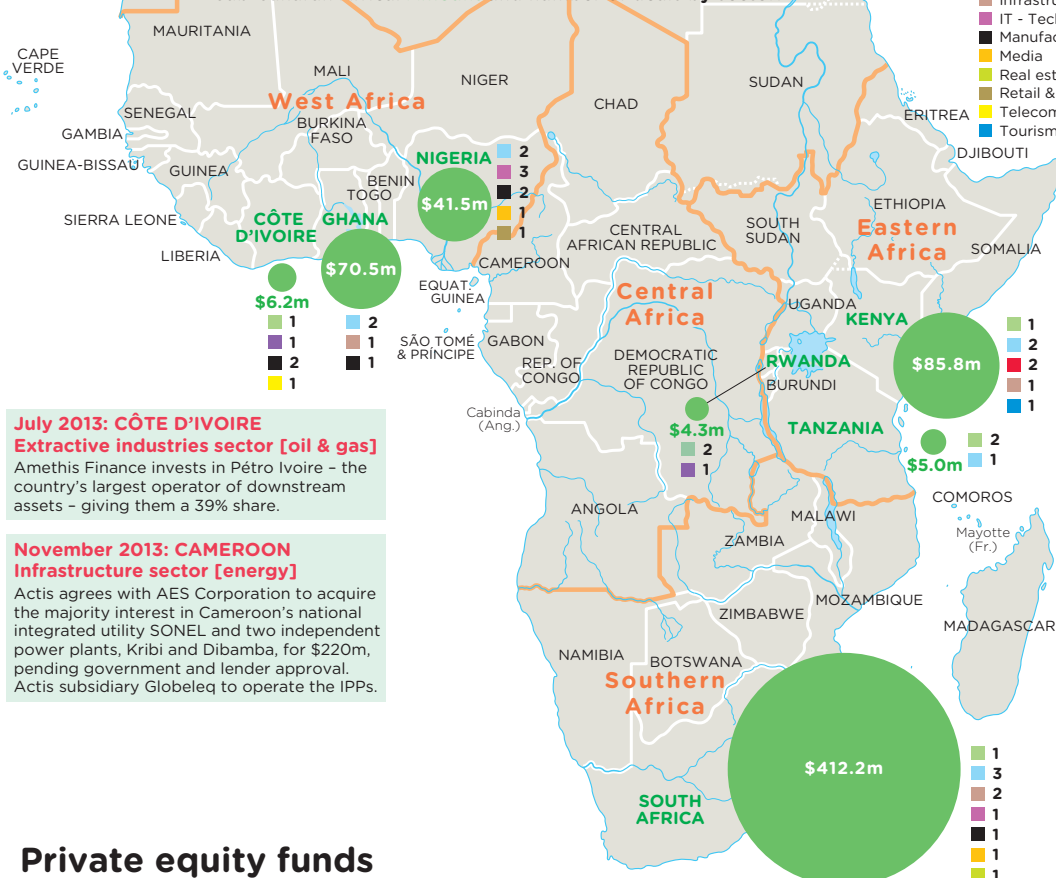 IT - Tech
Media
Real est
Retail &
Telecom
Tourism
MAURITANIA
CAPE
VERDE
MALI
NIGER
CHAD
SUDAN
ERITREA
West Africa
SENEGAL
GAMBIA
BURKINA
FASO
GUINEA-BISSAU
GUINEA
DJIBOUTI
NIGERIA
$41.5m
2
3
2
1
1
BENIN
TOGO
SIERRA LEONE
LIBERIA
CÔTE
D'IVOIRE
GHANA
$70.5m
$6.2m
1
1
2
1
2
1
1
CAMEROON
EQUAT.
GUINEA
CENTRAL
AFRICAN REPUBLIC
SOUTH
SUDAN
ETHIOPIA
Eastern
Africa
SOMALIA
Central
Africa
UGANDA
KENYA
$85.8m
1
2
2
1
1
SÃO TOMÉ
& PRÍNCIPE
GABON
REP. OF
CONGO
DEMOCRATIC
REPUBLIC
OF CONGO
RWANDA
BURUNDI
$4.3m
2
1
TANZANIA
$5.0m
2
1
Cabinda
(Ang.)
COMOROS
Mayotte
(Fr.)
ANGOLA
MALAWI
ZAMBIA
MOZAMBIQUE
ZIMBABWE
MADAGASCAR
NAMIBIA
BOTSWANA
Southern
Africa
$412.2m
SOUTH
AFRICA
1
3
2
1
1
1
1
July 2013: CÔTE D'IVOIRE
Extractive industries sector [oil & gas]
Amethis Finance invests in Pétro Ivoire – the
country's largest operator of downstream
assets – giving them a 39% share.
November 2013: CAMEROON
Infrastructure sector [energy]
Actis agrees with AES Corporation to acquire
the majority interest in Cameroon's national
integrated utility SONEL and two independent
power plants, Kribi and Dibamba, for $220m,
pending government and lender approval.
Actis subsidiary Globeleq to operate the IPPs.
Private equity funds